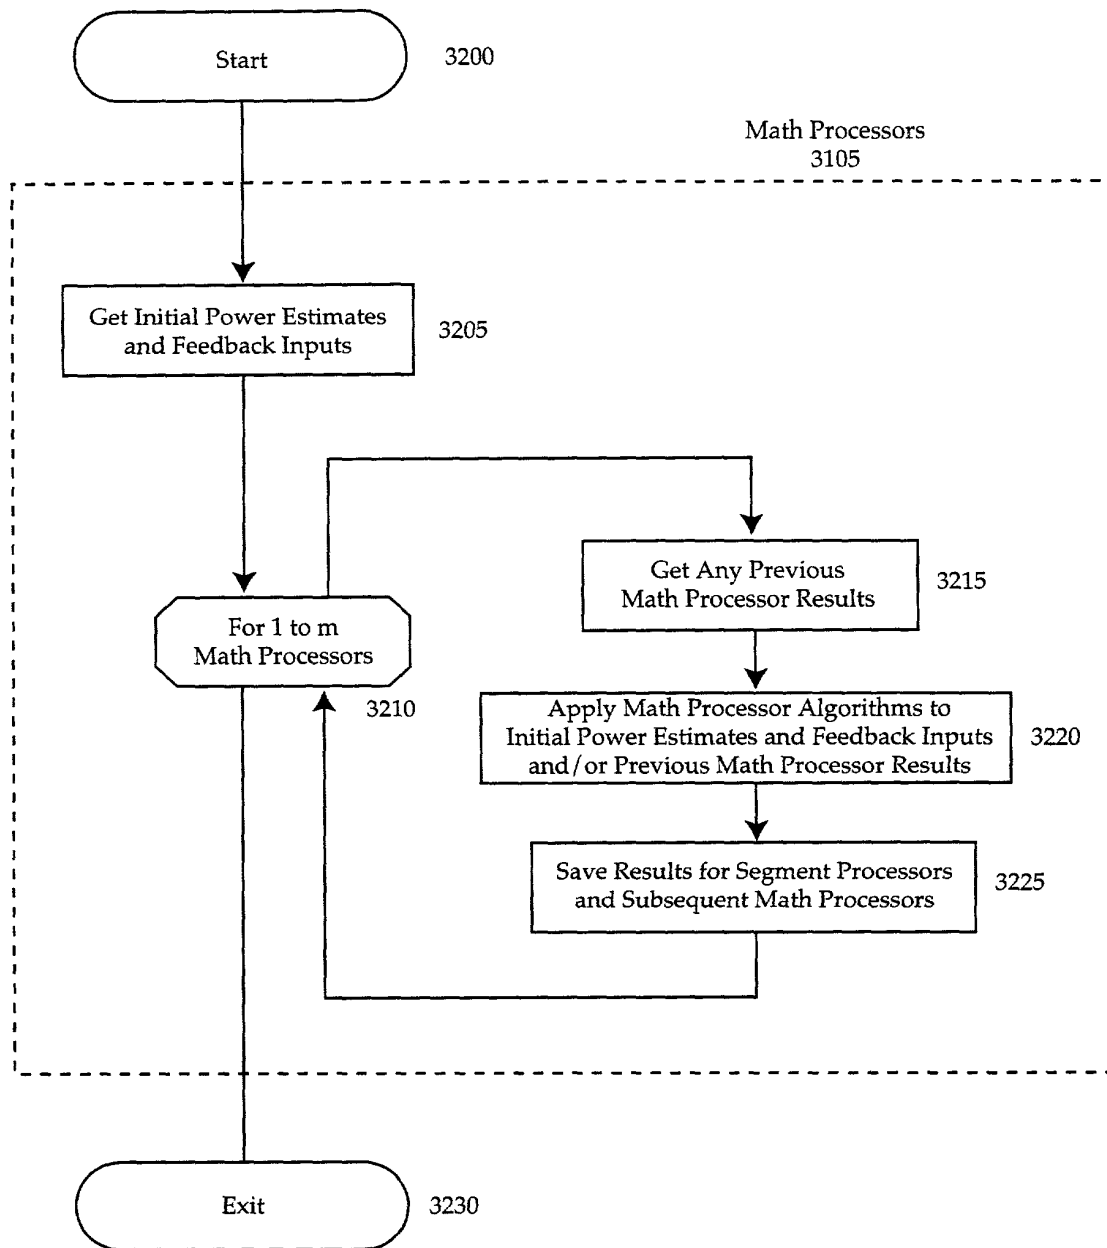 Start
3200
Math Processors
3105
Get Initial Power Estimates
and Feedback Inputs
3205
For 1 to m
Math Processors
3210
Get Any Previous
Math Processor Results
3215
Apply Math Processor Algorithms to
Initial Power Estimates and Feedback Inputs
and/or Previous Math Processor Results
3220
Save Results for Segment Processors
and Subsequent Math Processors
3225
Exit
3230